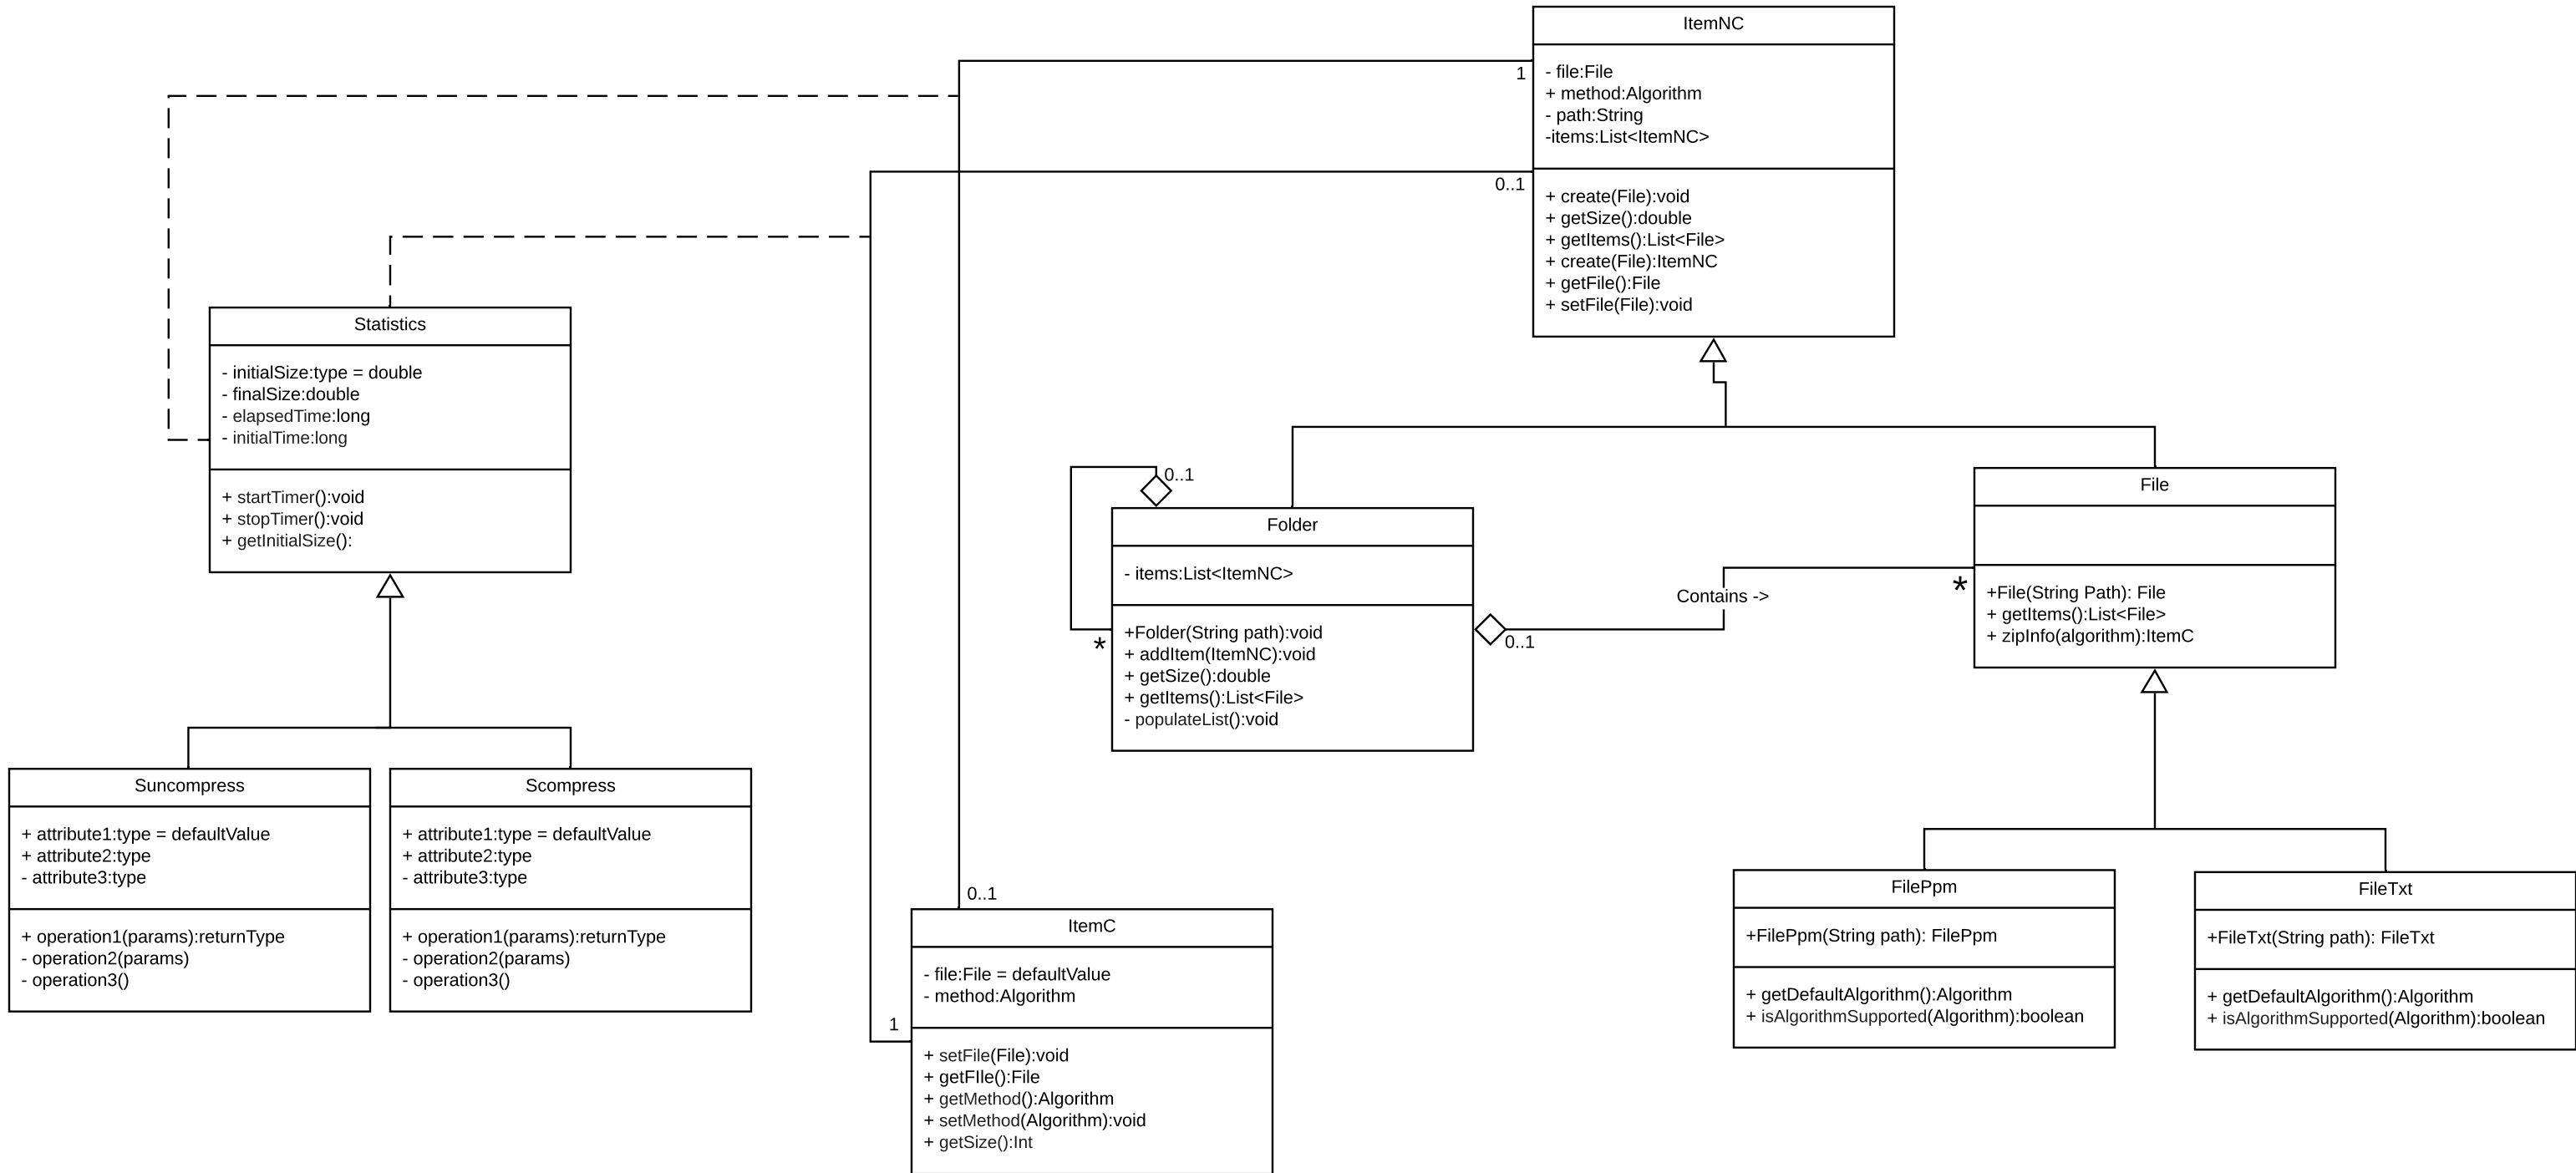 ItemNC
- file:File
+ method:Algorithm
- path:String
-items:List<ItemNC>
+ create(File):void
+ getSize():double
+ getItems():List<File>
+ create(File):ItemNC
+ getFile():File
+ setFile(File):void
1
0..1
Statistics
- initialSize:type = double
- finalSize:double
- elapsedTime:long
- initialTime:long
+ startTimer():void
+ stopTimer():void
+ getInitialSize():
0..1
*
Folder
- items:List<ItemNC>
+Folder(String path):void
+ addItem(ItemNC):void
+ getSize():double
+ getItems():List<File>
- populateList():void
0..1
Contains ->
*
File
+File(String Path): File
+ getItems():List<File>
+ zipInfo(algorithm):ItemC
Suncompress
+ attribute1:type = defaultValue
+ attribute2:type
- attribute3:type
+ operation1(params):returnType
- operation2(params)
- operation3()
Scompress
+ attribute1:type = defaultValue
+ attribute2:type
- attribute3:type
+ operation1(params):returnType
- operation2(params)
- operation3()
0..1
1
ItemC
- file:File = defaultValue
- method:Algorithm
+ setFile(File):void
+ getFIle():File
+ getMethod():Algorithm
+ setMethod(Algorithm):void
+ getSize():Int
FilePpm
+FilePpm(String path): FilePpm
+ getDefaultAlgorithm():Algorithm
+ isAlgorithmSupported(Algorithm):boolean
FileTxt
+FileTxt(String path): FileTxt
+ getDefaultAlgorithm():Algorithm
+ isAlgorithmSupported(Algorithm):boolean